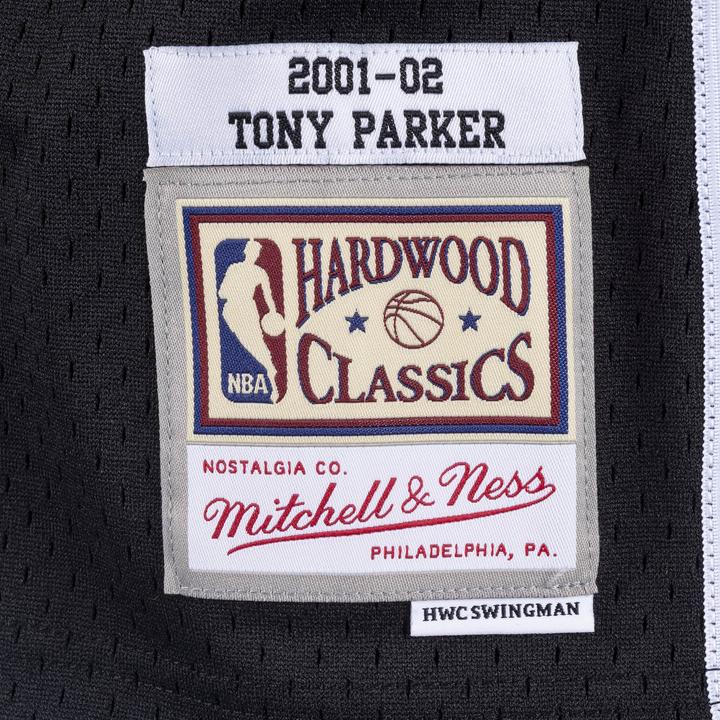 2001-02
TONY PARKER
HARDWOOD
NBA
CLASSICS
NOSTALGIA CO.
Mitchell & Ness
PHILADELPHIA, PA.
HWC SWINGMAN